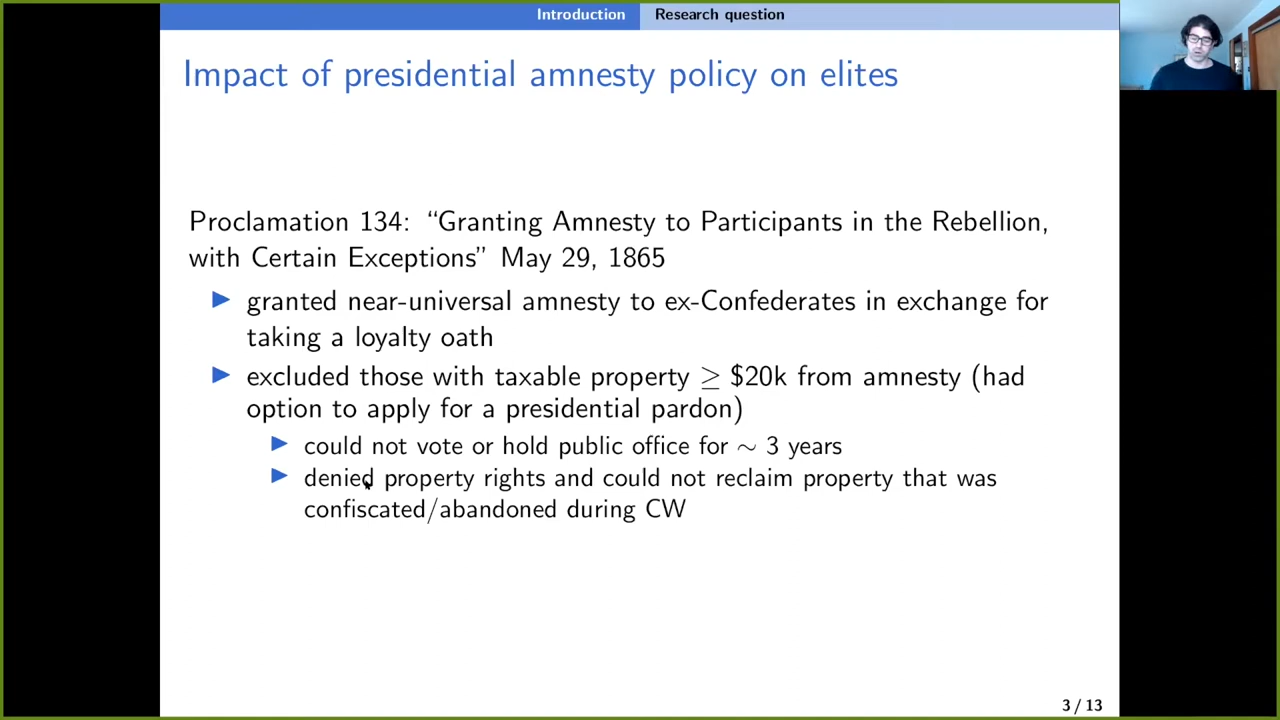 Introduction Research question
Impact of presidential amnesty policy on elites
Proclamation 134: “Granting Amnesty to Participants in the Rebellion,
with Certain Exceptions” May 29, 1865
▶ granted near-universal amnesty to ex-Confederates in exchange for
taking a loyalty oath
▶ excluded those with taxable property ≥ $20k from amnesty (had
option to apply for a presidential pardon)
▶ could not vote or hold public office for ∼ 3 years
▶ denied property rights and could not reclaim property that was
confiscated/abandoned during CW
3 / 13